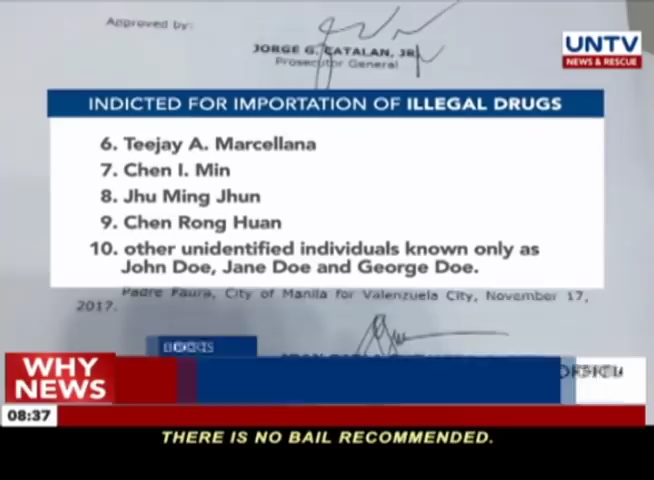 Approved by:
JORGE G. CATALAN, JR.
Prosecutor General
UNTV
NEWS & RESCUE
INDICTED FOR IMPORTATION OF ILLEGAL DRUGS
6. Teejay A. Marcellana
7. Chen I. Min
8. Jhu Ming Jhun
9. Chen Rong Huan
10. other unidentified individuals known only as
John Doe, Jane Doe and George Doe.
Padre Faura, City of Manila for Valenzuela City, November 17,
2017.
WHY
NEWS
08:37
THERE IS NO BAIL RECOMMENDED.